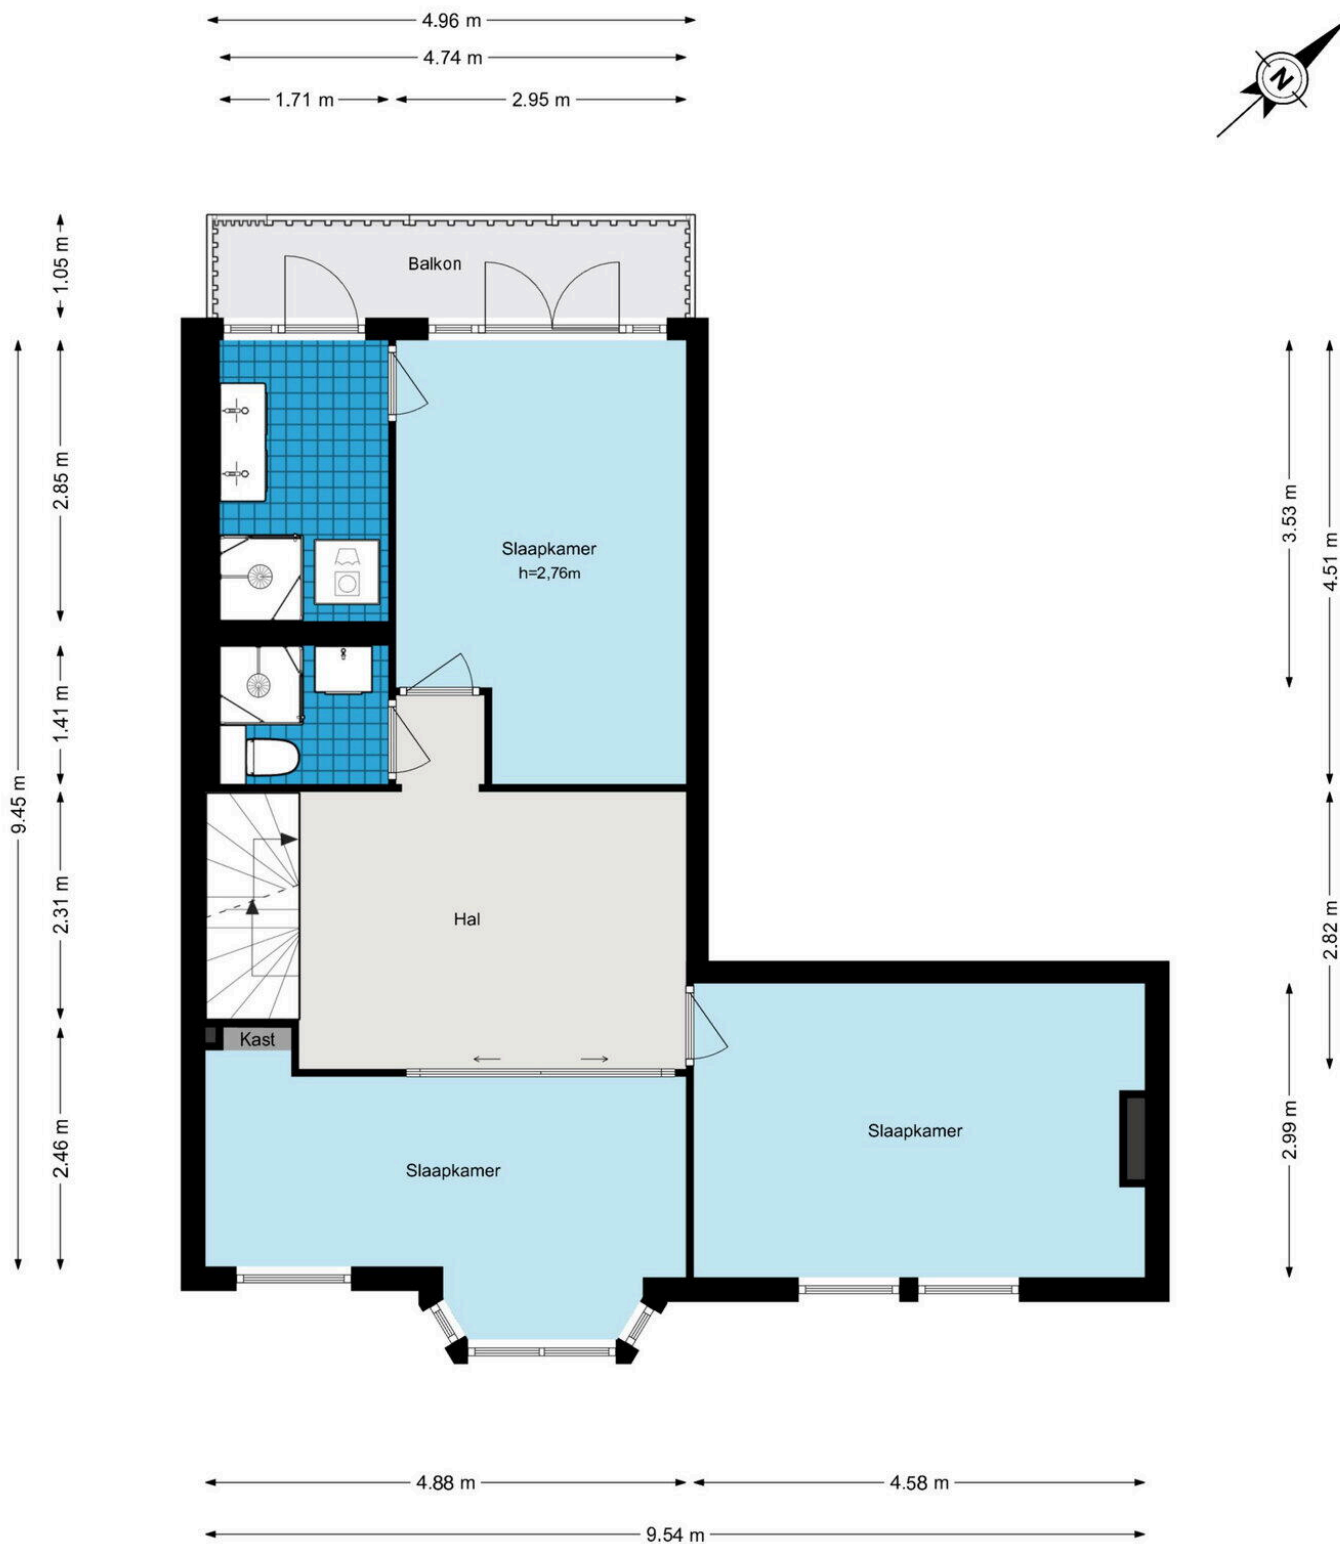 4.96 m
4.74 m
1.71 m
2.95 m
N
1.05 m
Balkon
9.45 m
2.85 m
3.53 m
4.51 m
Slaapkamer
h=2,76m
1.41 m
2.31 m
Hal
2.82 m
Kast
2.46 m
Slaapkamer
Slaapkamer
2.99 m
4.88 m
4.58 m
9.54 m